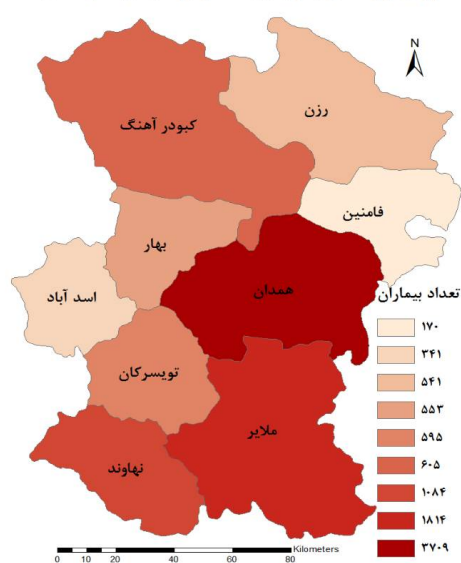 N
رزن
کبودر آهنگ
فامنین
بهار
همدان
اسد آباد
تویسرکان
ملایر
نهاوند
تعداد بیماران
۱۷۰
۳۴۱
۵۴۱
۵۵۳
۵۹۵
۶۰۵
۱۰۸۴
۱۸۱۴
۳۷۰۹
Kilometers
0 5 10 20 40 60 80